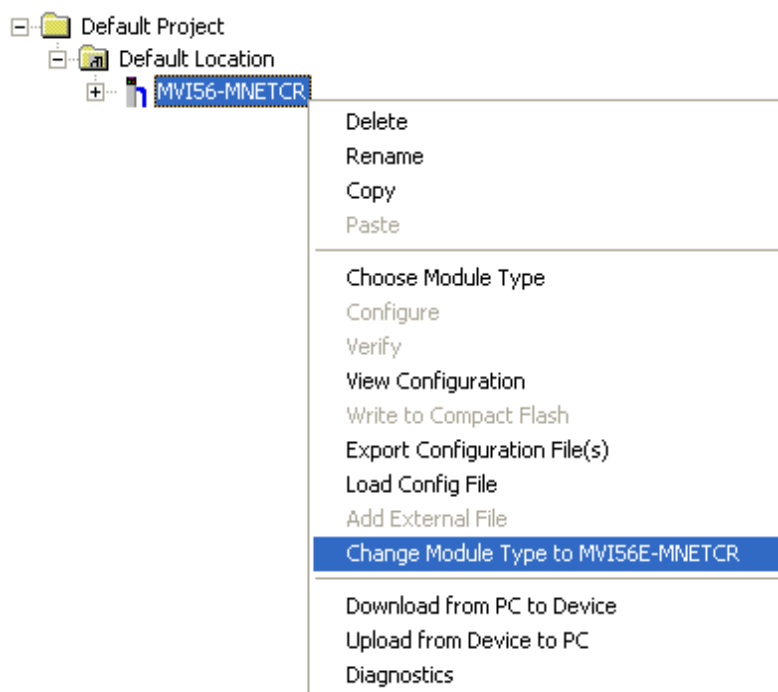 Default Project
Default Location
MVI56-MNETCR
Delete
Rename
Copy
Paste
Choose Module Type
Configure
Verify
View Configuration
Write to Compact Flash
Export Configuration File(s)
Load Config File
Add External File
Change Module Type to MVI56E-MNETCR
Download from PC to Device
Upload from Device to PC
Diagnostics